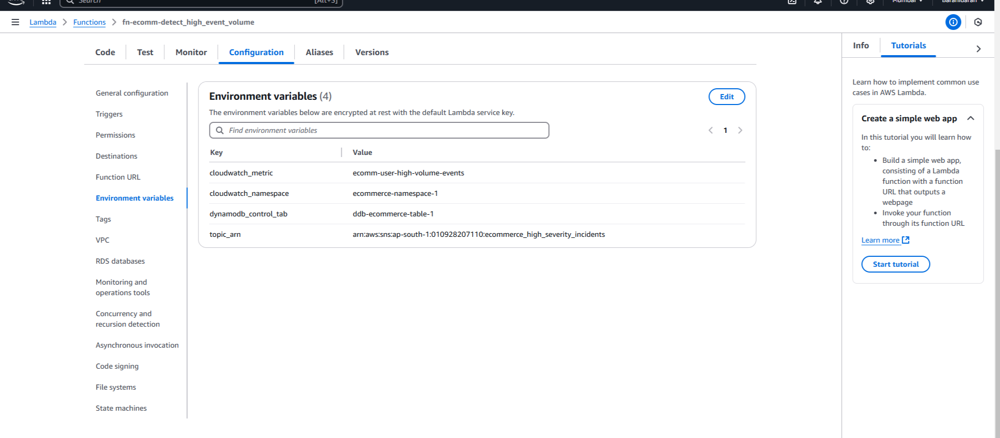 Search [Alt+S] Mumbai Baranidaran
Lambda > Functions > fn-ecomm-detect_high_event_volume
Code Test Monitor Configuration Aliases Versions
General configuration
Triggers
Permissions
Destinations
Function URL
Environment variables
Tags
VPC
RDS databases
Monitoring and
operations tools
Concurrency and
recursion detection
Asynchronous invocation
Code signing
File systems
State machines
Environment variables (4)
Edit
The environment variables below are encrypted at rest with the default Lambda service key.
Find environment variables
1
Key Value
cloudwatch_metric ecomm-user-high-volume-events
cloudwatch_namespace ecommerce-namespace-1
dynamodb_control_tab ddb-ecommerce-table-1
topic_arn arn:aws:sns:ap-south-1:010928207110:ecommerce_high_severity_incidents
Info Tutorials
Learn how to implement common use
cases in AWS Lambda.
Create a simple web app
In this tutorial you will learn how
to:
• Build a simple web app,
consisting of a Lambda
function with a function
URL that outputs a
webpage
• Invoke your function
through its function URL
Learn more
Start tutorial